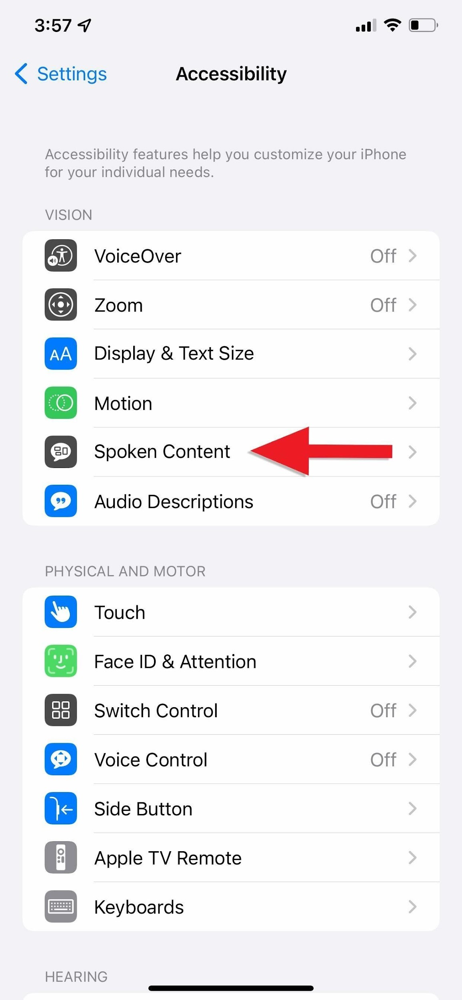 3:57
Settings
Accessibility
Accessibility features help you customize your iPhone
for your individual needs.
VISION
VoiceOver Off
Zoom Off
AA Display & Text Size
Motion
Spoken Content
Audio Descriptions Off
PHYSICAL AND MOTOR
Touch
Face ID & Attention
Switch Control Off
Voice Control Off
Side Button
Apple TV Remote
Keyboards
HEARING